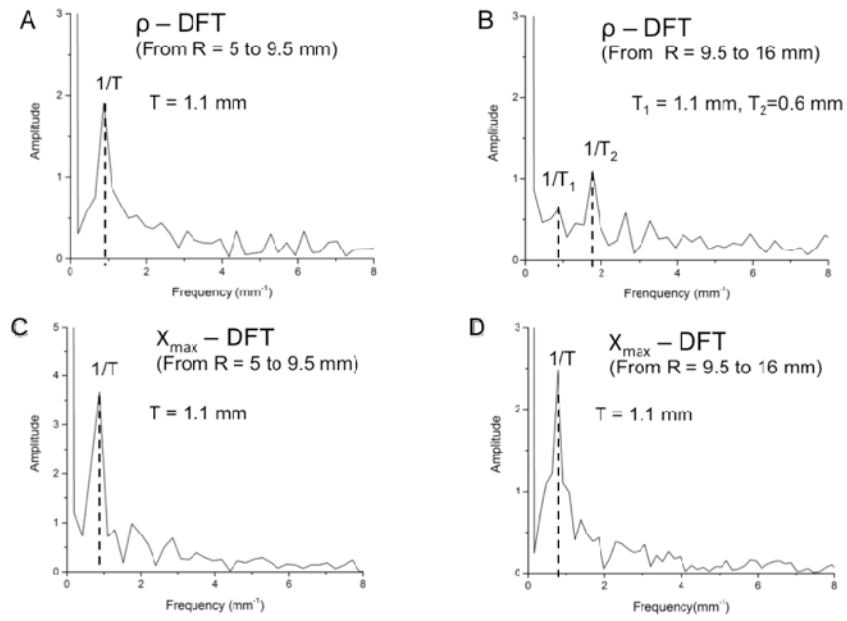 A
ρ – DFT
(From R = 5 to 9.5 mm)
1/T
T = 1.1 mm
Amplitude
3
2
1
0
0 2 4 6 8
Frequency (mm⁻¹)
B
ρ – DFT
(From R = 9.5 to 16 mm)
T₁ = 1.1 mm, T₂=0.6 mm
1/T₁
1/T₂
Amplitude
3
2
1
0
0 2 4 6 8
Frenquency (mm⁻¹)
C
Xmax – DFT
(From R = 5 to 9.5 mm)
1/T
T = 1.1 mm
Amplitude
5
4
3
2
1
0
0 2 4 6 8
Frequency (mm⁻¹)
D
Xmax – DFT
(From R = 9.5 to 16 mm)
1/T
T = 1.1 mm
Amplitude
3
2
1
0
0 2 4 6 8
Frequency(mm⁻¹)